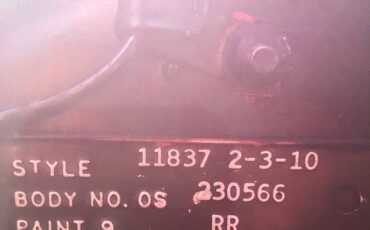 STYLE 11837 2-3-10
BODY NO. OS 230566
PAINT 9 RR